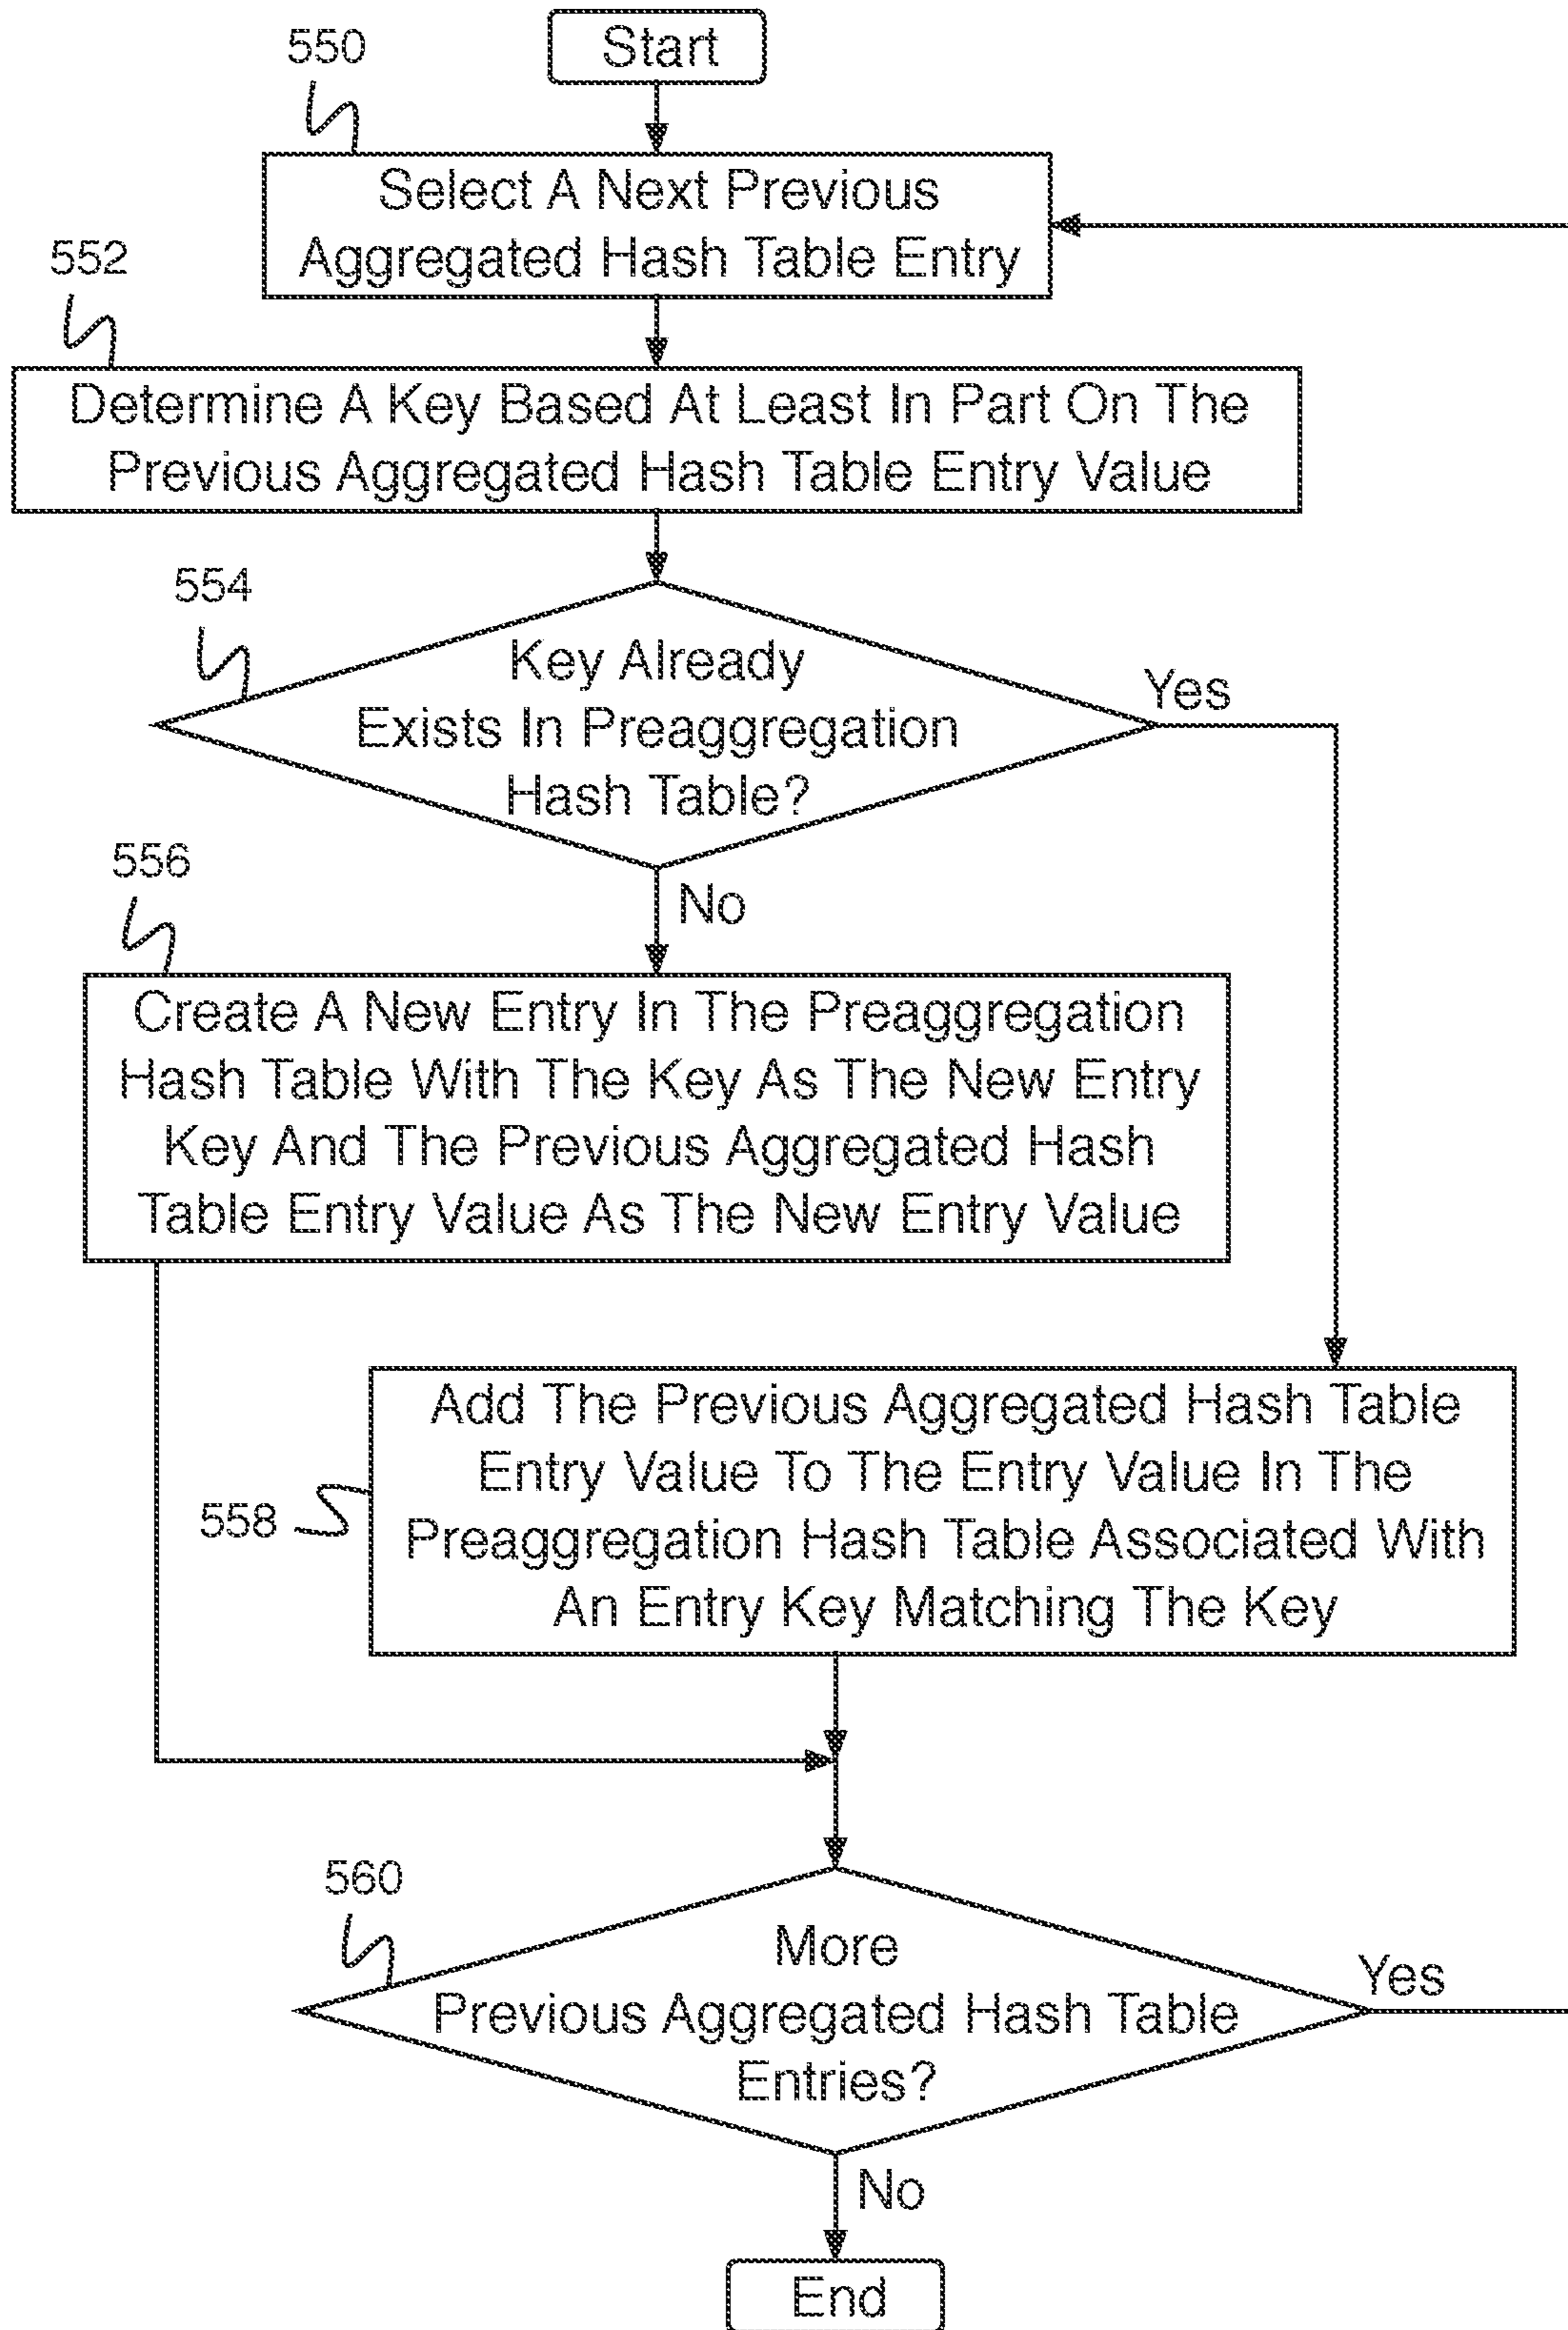 550
Start
Select A Next Previous
Aggregated Hash Table Entry
552
Determine A Key Based At Least In Part On The
Previous Aggregated Hash Table Entry Value
554
Key Already
Exists In Preaggregation
Hash Table?
Yes
No
556
Create A New Entry In The Preaggregation
Hash Table With The Key As The New Entry
Key And The Previous Aggregated Hash
Table Entry Value As The New Entry Value
558
Add The Previous Aggregated Hash Table
Entry Value To The Entry Value In The
Preaggregation Hash Table Associated With
An Entry Key Matching The Key
560
More
Previous Aggregated Hash Table
Entries?
Yes
No
End